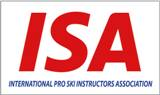 ISA
INTERNATIONAL PRO SKI INSTRUCTORS ASSOCIATION